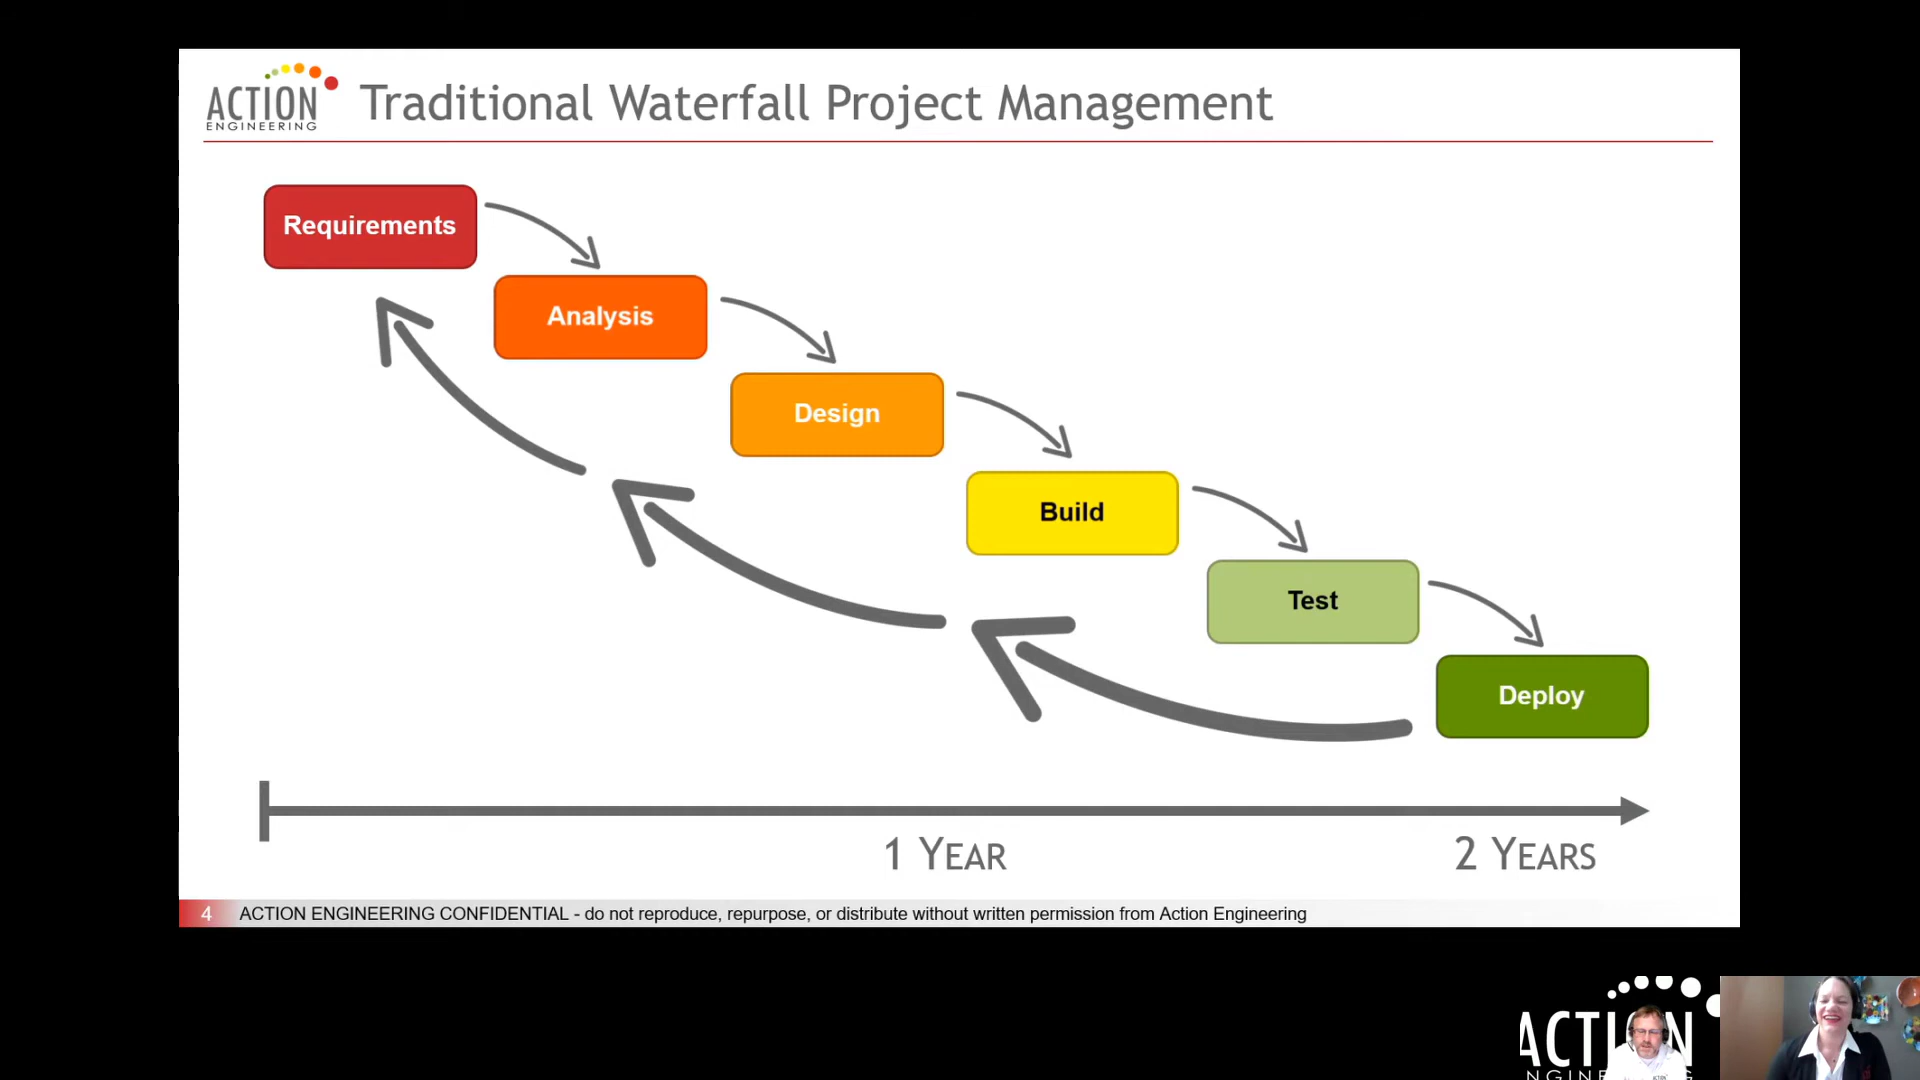 ACTION
ENGINEERING
Traditional Waterfall Project Management
Requirements
Analysis
Design
Build
Test
Deploy
1 YEAR
2 YEARS
4 ACTION ENGINEERING CONFIDENTIAL - do not reproduce, repurpose, or distribute without written permission from Action Engineering